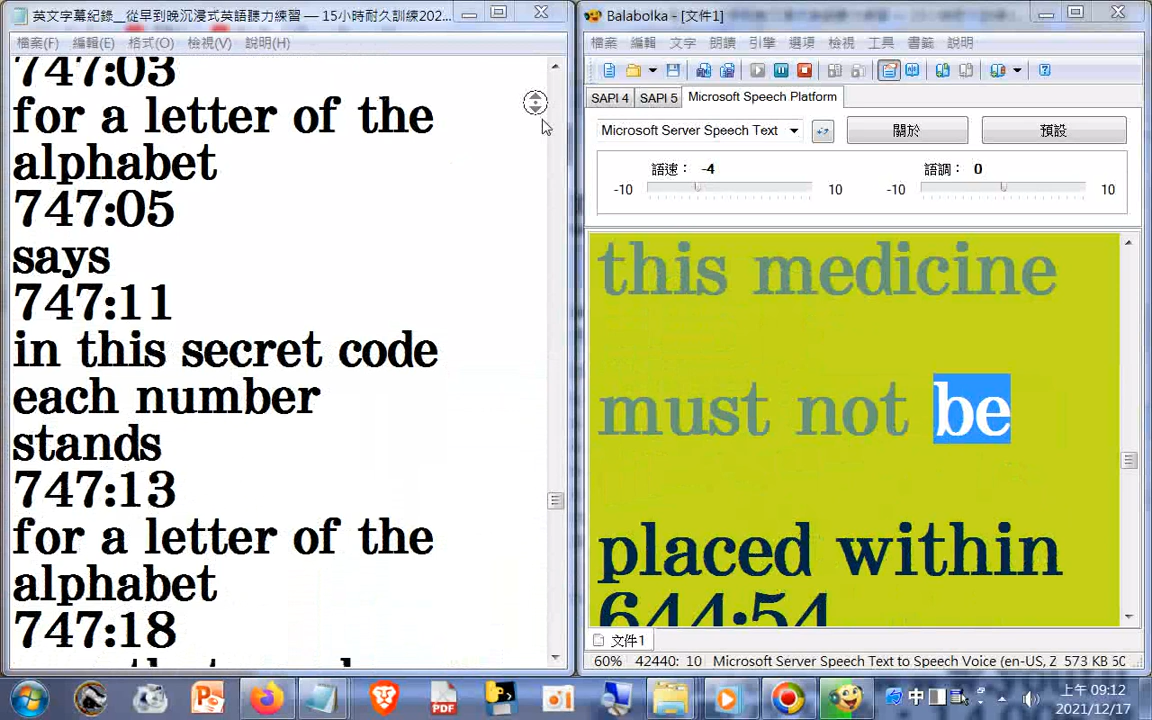 英文字幕紀錄__從早到晚沉浸式英語聽力練習 — 15小時耐久訓練202...
檔案(F) 編輯(E) 格式(O) 檢視(V) 說明(H)
747:03
for a letter of the
alphabet
747:05
says
747:11
in this secret code
each number
stands
747:13
for a letter of the
alphabet
747:18
Balabolka - [文件1]
檔案 編輯 文字 朗讀 引擎 選項 檢視 工具 書籤 說明
SAPI 4 SAPI 5 Microsoft Speech Platform
Microsoft Server Speech Text 關於 預設
語速： -4 語調： 0
-10 10 -10 10
this medicine
must not be
placed within
644:54
文件1
60% 42440: 10 Microsoft Server Speech Text to Speech Voice (en-US, Z 573 KB 50
PDF 中 上午 09:12
2021/12/17